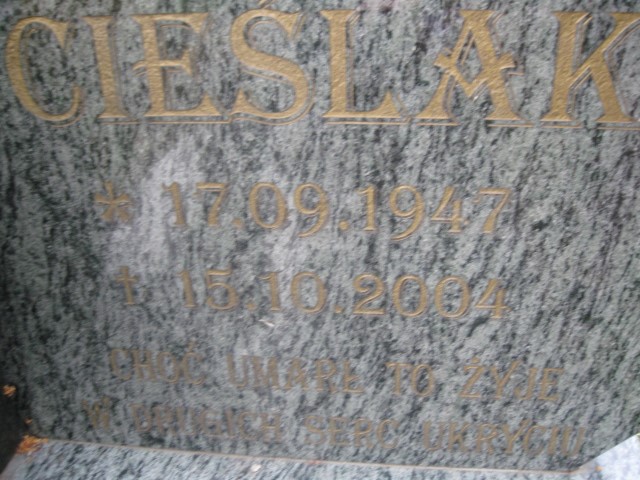 CIEŚLAK
* 17.09.1947
† 15.10.2004
CHOĆ UMARŁ TO ŻYJE
W SERC UKRYCIU